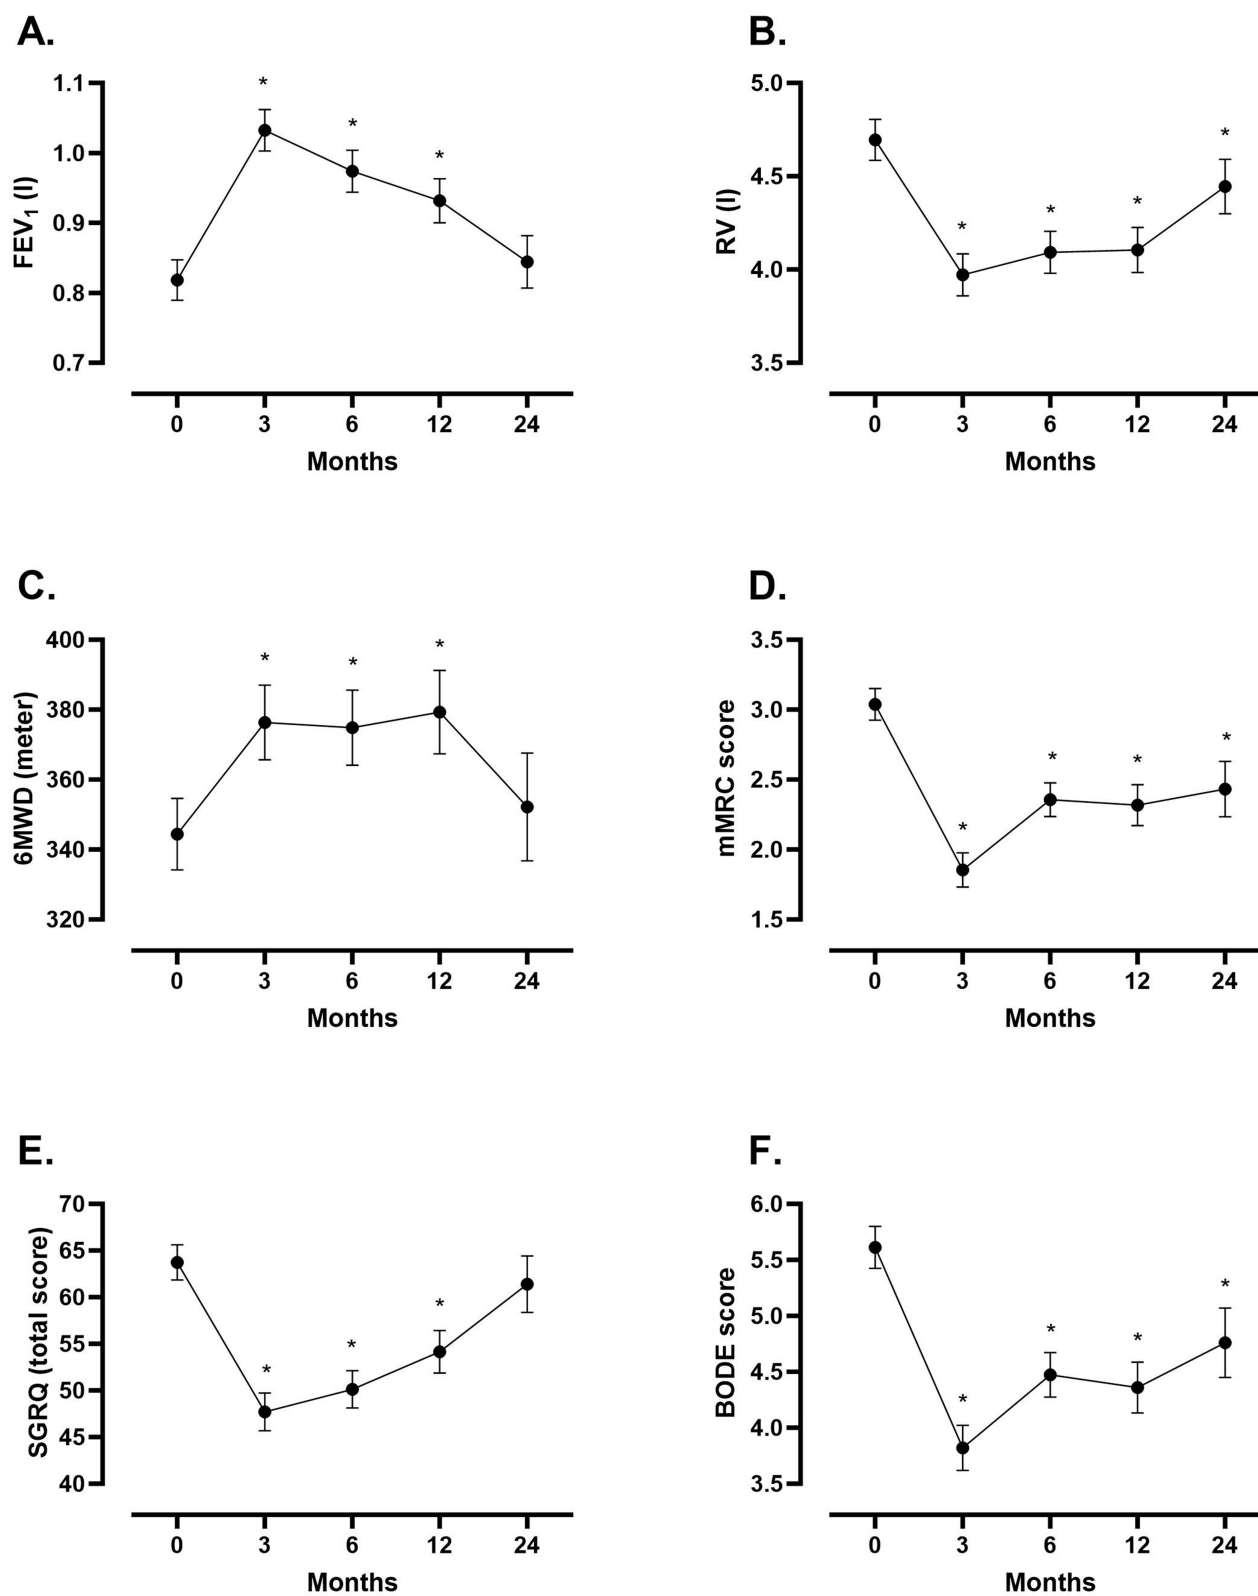 A.
FEV1 (l)
1.1
1.0
0.9
0.8
0.7
*
*
*
0 3 6 12 24
Months
B.
RV (l)
5.0
4.5
4.0
3.5
*
*
*
*
0 3 6 12 24
Months
C.
6MWD (meter)
400
380
360
340
320
*
*
*
0 3 6 12 24
Months
D.
mMRC score
3.5
3.0
2.5
2.0
1.5
*
*
*
*
0 3 6 12 24
Months
E.
SGRQ (total score)
70
65
60
55
50
45
40
*
*
*
0 3 6 12 24
Months
F.
BODE score
6.0
5.5
5.0
4.5
4.0
3.5
*
*
*
*
0 3 6 12 24
Months